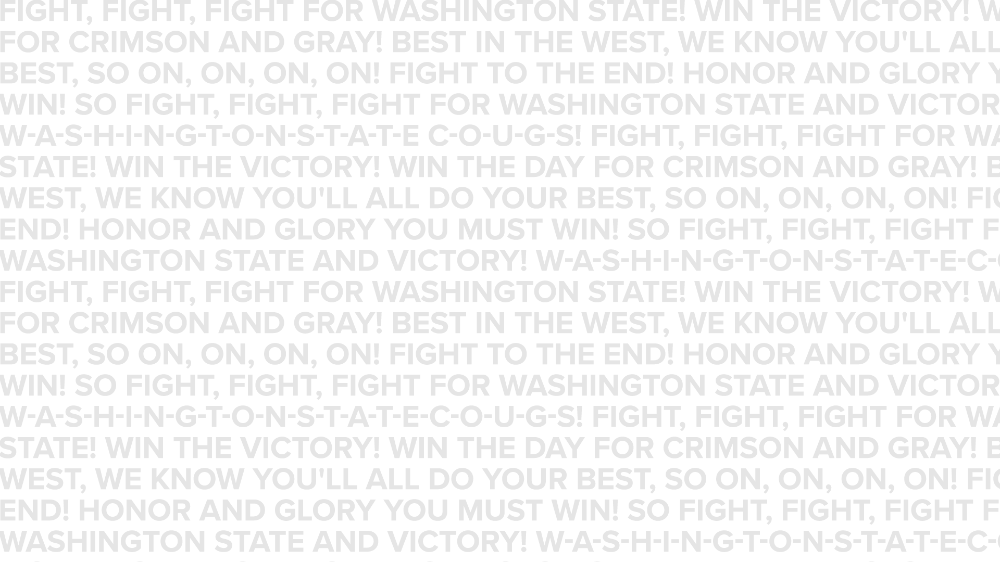 FIGHT, FIGHT, FIGHT FOR WASHINGTON STATE! WIN THE VICTORY! W
FOR CRIMSON AND GRAY! BEST IN THE WEST, WE KNOW YOU'LL ALL
BEST, SO ON, ON, ON, ON! FIGHT TO THE END! HONOR AND GLORY Y
WIN! SO FIGHT, FIGHT, FIGHT FOR WASHINGTON STATE AND VICTOR
W-A-S-H-I-N-G-T-O-N-S-T-A-T-E C-O-U-G-S! FIGHT, FIGHT, FIGHT FOR WA
STATE! WIN THE VICTORY! WIN THE DAY FOR CRIMSON AND GRAY! B
WEST, WE KNOW YOU'LL ALL DO YOUR BEST, SO ON, ON, ON, ON! FIG
END! HONOR AND GLORY YOU MUST WIN! SO FIGHT, FIGHT, FIGHT F
WASHINGTON STATE AND VICTORY! W-A-S-H-I-N-G-T-O-N-S-T-A-T-E-C-
FIGHT, FIGHT, FIGHT FOR WASHINGTON STATE! WIN THE VICTORY! W
FOR CRIMSON AND GRAY! BEST IN THE WEST, WE KNOW YOU'LL ALL
BEST, SO ON, ON, ON, ON! FIGHT TO THE END! HONOR AND GLORY Y
WIN! SO FIGHT, FIGHT, FIGHT FOR WASHINGTON STATE AND VICTOR
W-A-S-H-I-N-G-T-O-N-S-T-A-T-E-C-O-U-G-S! FIGHT, FIGHT, FIGHT FOR WA
STATE! WIN THE VICTORY! WIN THE DAY FOR CRIMSON AND GRAY! B
WEST, WE KNOW YOU'LL ALL DO YOUR BEST, SO ON, ON, ON, ON! FIG
END! HONOR AND GLORY YOU MUST WIN! SO FIGHT, FIGHT, FIGHT F
WASHINGTON STATE AND VICTORY! W-A-S-H-I-N-G-T-O-N-S-T-A-T-E-C-